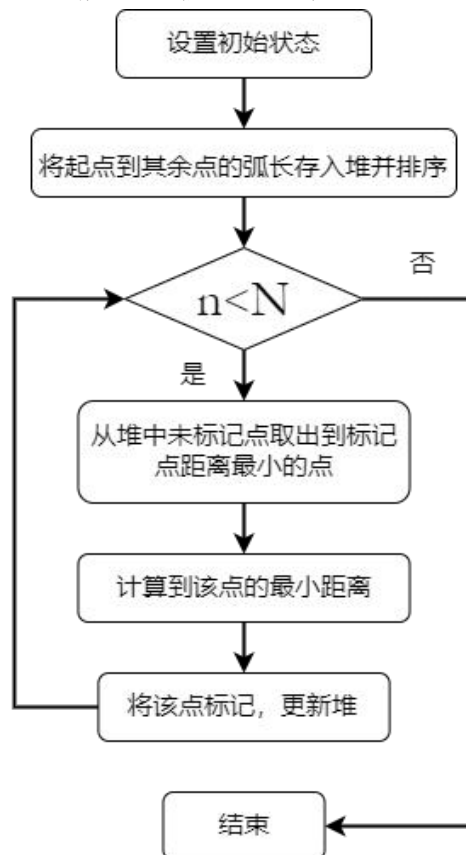 设置初始状态
将起点到其余点的弧长存入堆并排序
否
n<N
是
从堆中未标记点取出到标记
点距离最小的点
计算到该点的最小距离
将该点标记，更新堆
结束